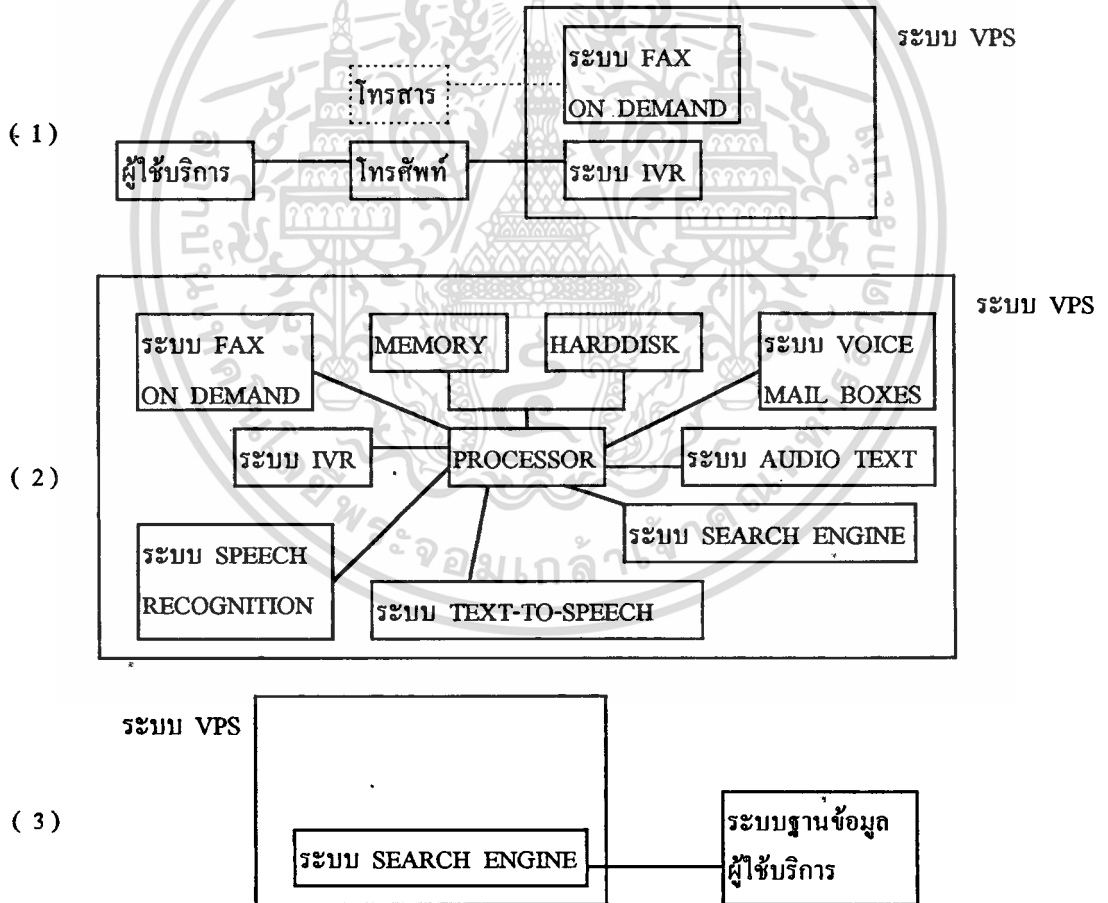 ระบบ VPS
ระบบ FAX
ON DEMAND
โทรสาร
( 1 )
ผู้ใช้บริการ
โทรศัพท์
ระบบ IVR
ระบบ VPS
ระบบ FAX
ON DEMAND
MEMORY
HARDDISK
ระบบ VOICE
MAIL BOXES
( 2 )
ระบบ IVR
PROCESSOR
ระบบ AUDIO TEXT
ระบบ SEARCH ENGINE
ระบบ SPEECH
RECOGNITION
ระบบ TEXT-TO-SPEECH
ระบบ VPS
( 3 )
ระบบ SEARCH ENGINE
ระบบฐานข้อมูล
ผู้ใช้บริการ